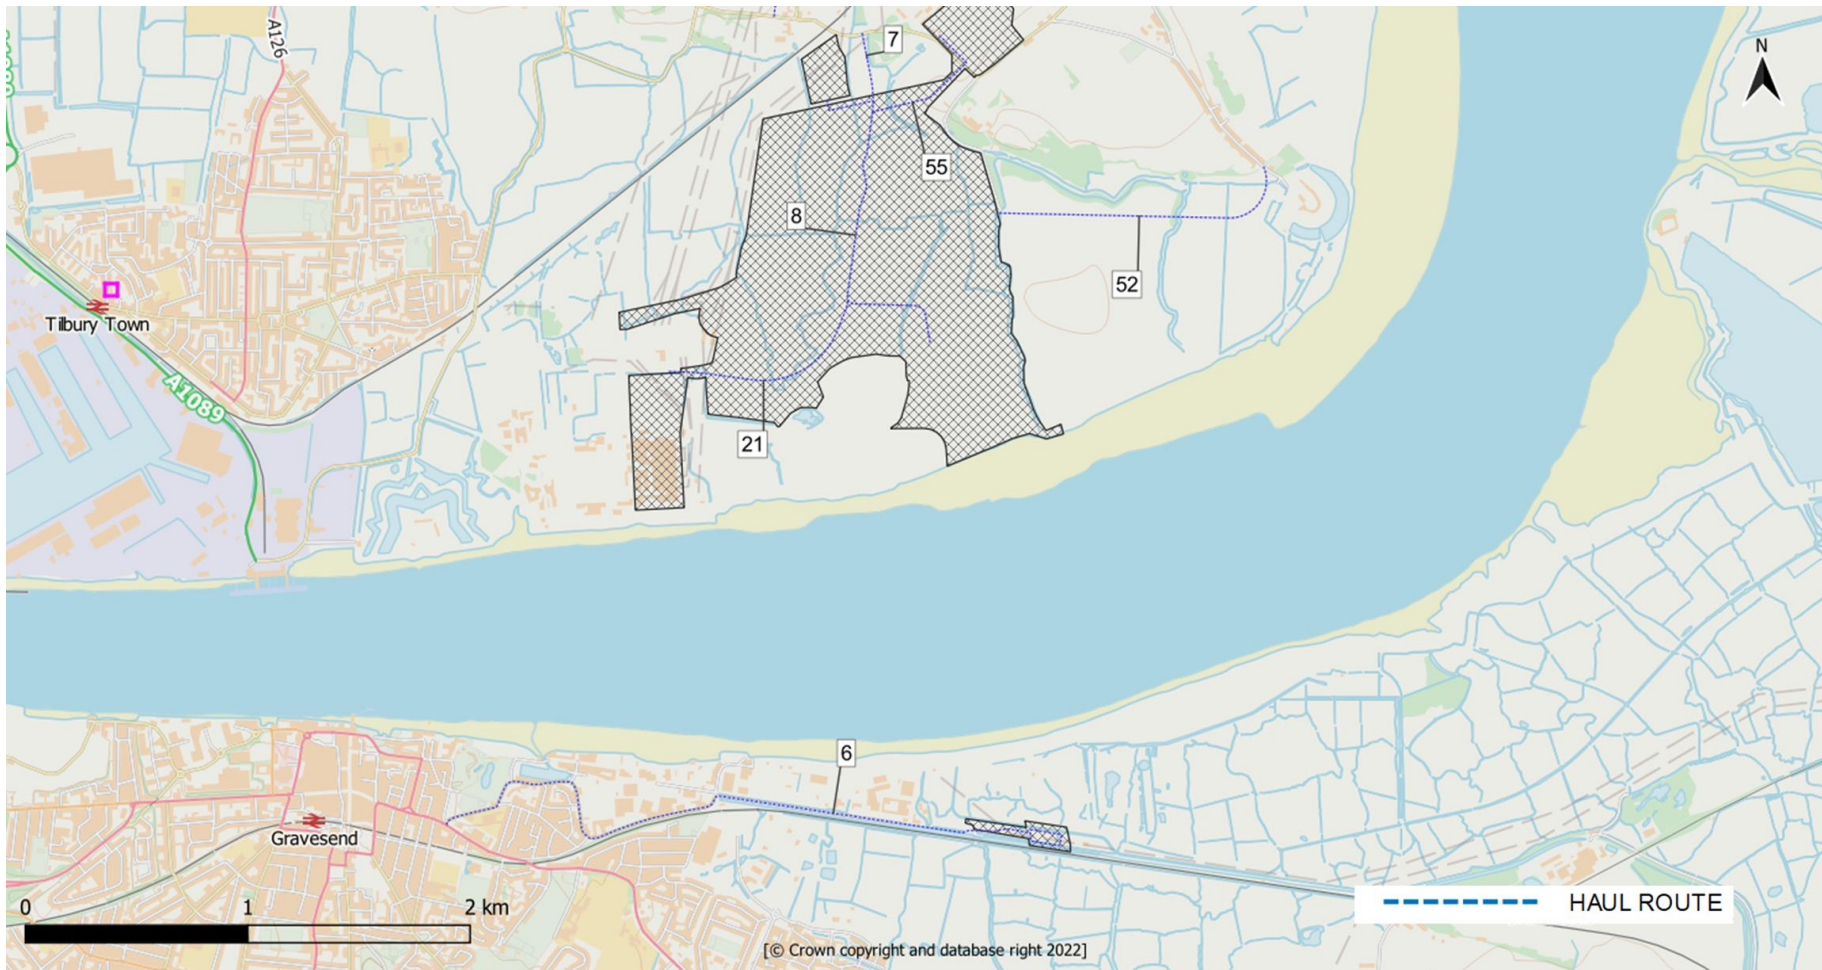 A126
7
N
55
8
52
Tilbury Town
A1089
21
6
Gravesend
0 1 2 km
HAUL ROUTE
[© Crown copyright and database right 2022]